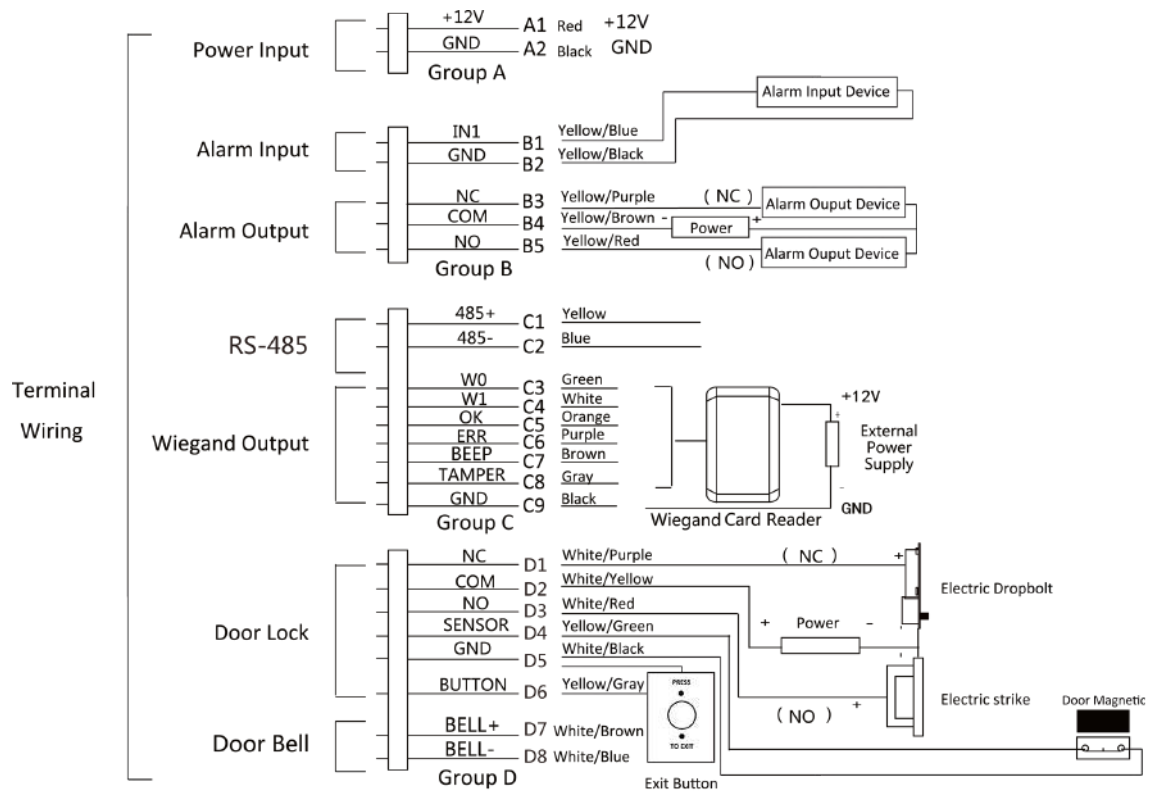 Terminal
Wiring
Power Input
+12V A1 Red +12V
GND A2 Black GND
Group A
Alarm Input Device
Alarm Input
IN1 B1 Yellow/Blue
GND B2 Yellow/Black
Alarm Output
NC B3 Yellow/Purple ( NC ) Alarm Ouput Device
COM B4 Yellow/Brown - Power +
NO B5 Yellow/Red ( NO ) Alarm Ouput Device
Group B
RS-485
485+ C1 Yellow
485- C2 Blue
Wiegand Output
W0 C3 Green
W1 C4 White
OK C5 Orange
ERR C6 Purple
BEEP C7 Brown
TAMPER C8 Gray
GND C9 Black
Group C
+12V
+
External
Power
Supply
-
GND
Wiegand Card Reader
Door Lock
NC D1 White/Purple ( NC ) +
COM D2 White/Yellow
NO D3 White/Red
SENSOR D4 Yellow/Green
GND D5 White/Black
BUTTON D6 Yellow/Gray
Electric Dropbolt
-
+ Power -
-
Electric strike
( NO ) +
Door Magnetic
PRESS
TO EXIT
Exit Button
Door Bell
BELL+ D7 White/Brown
BELL- D8 White/Blue
Group D